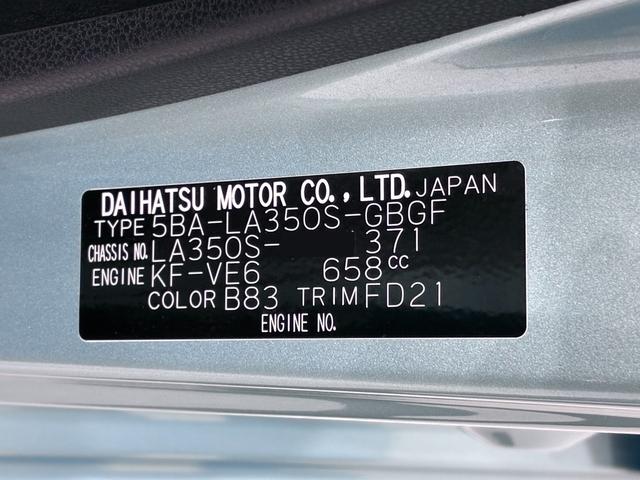 DAIHATSU MOTOR CO., LTD. JAPAN
TYPE 5BA-LA350S-GBGF
CHASSIS NO. LA350S- 371
ENGINE KF-VE6 658cc
COLOR B83 TRIM FD21
ENGINE NO.